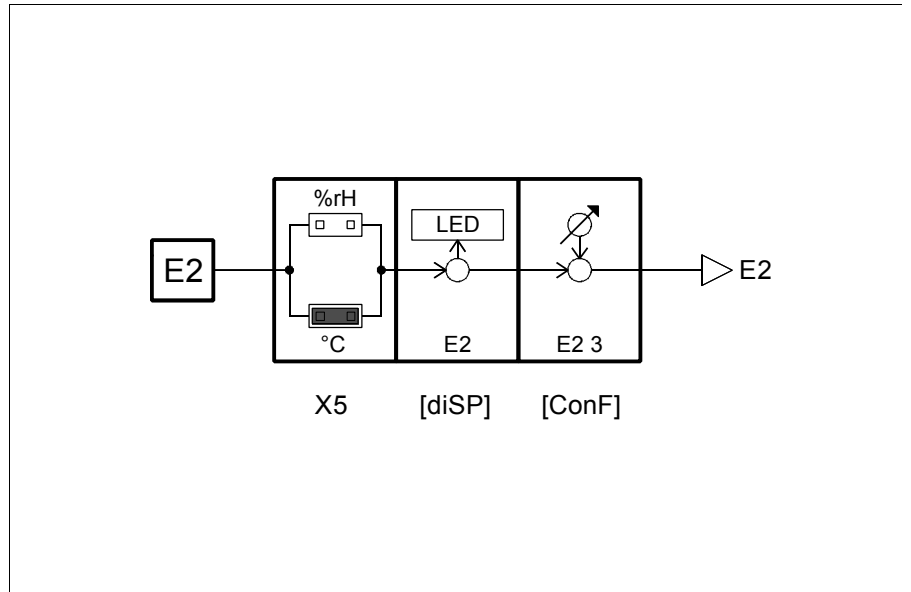 %rH
LED
E2
E2
°C
E2
E2 3
X5
[diSP]
[ConF]